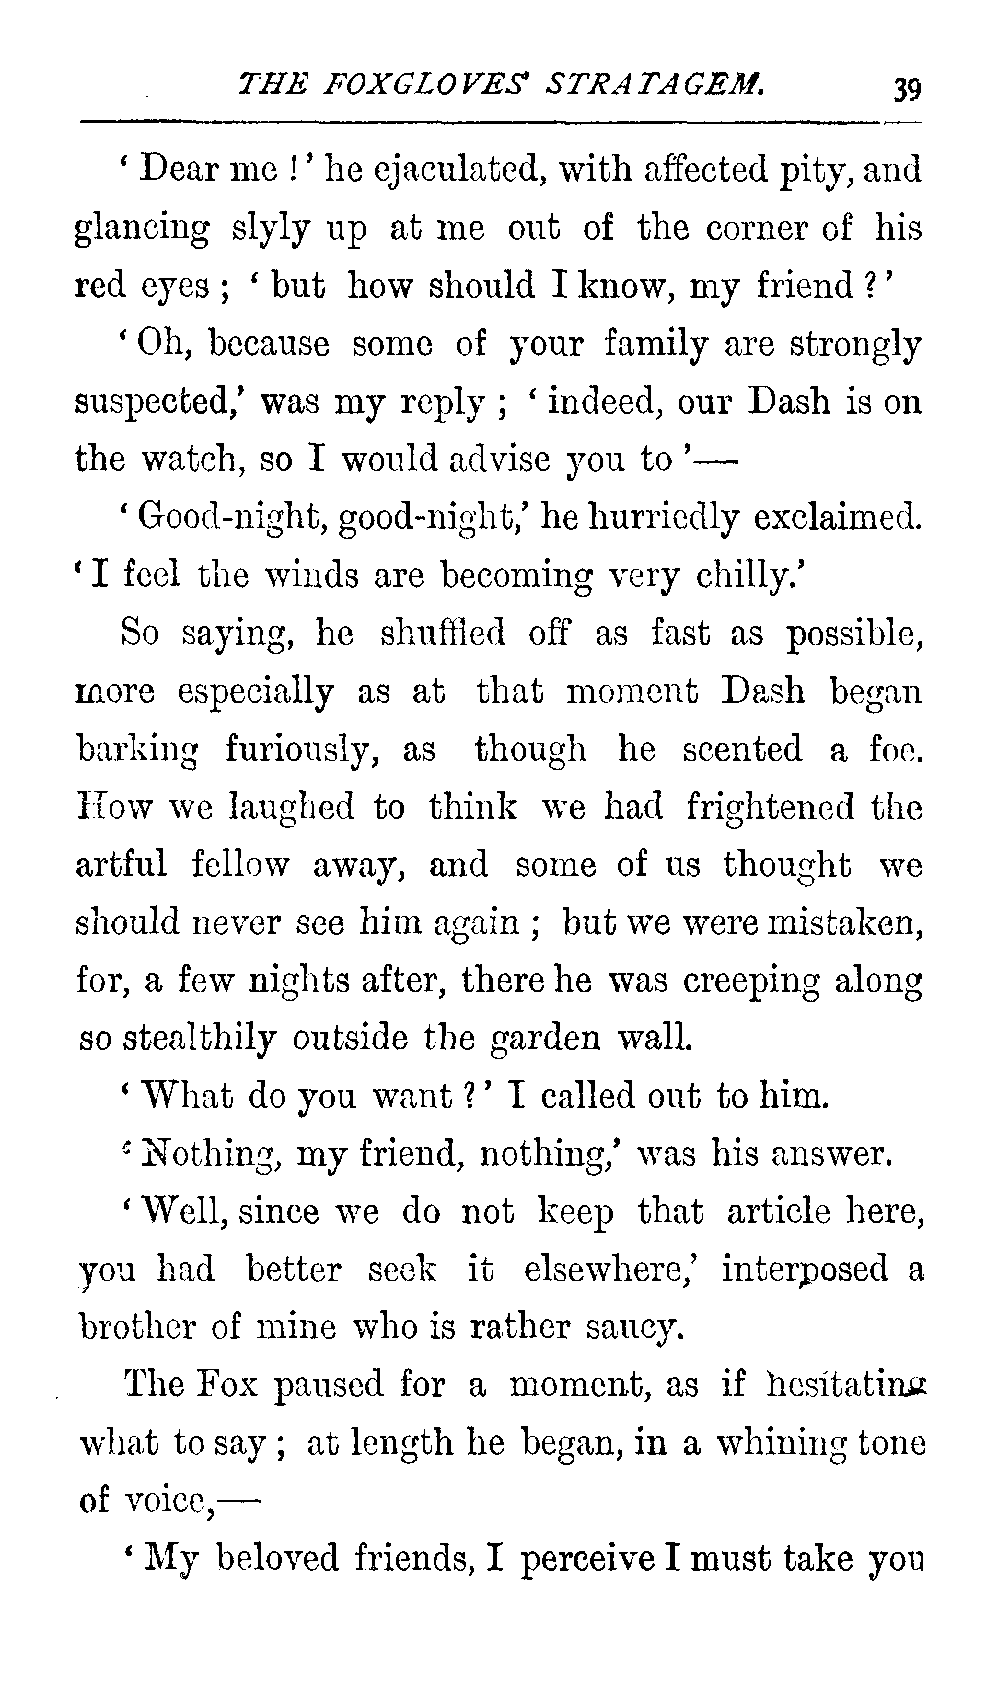 THE FOXGLOVES' STRATAGEM. 39
‘ Dear me ! ’ he ejaculated, with affected pity, and
glancing slyly up at me out of the corner of his
red eyes ; ‘ but how should I know, my friend ? ’
‘ Oh, because some of your family are strongly
suspected,’ was my reply ; ‘ indeed, our Dash is on
the watch, so I would advise you to ’—
‘ Good-night, good-night,’ he hurriedly exclaimed.
‘ I feel the winds are becoming very chilly.’
So saying, he shuffled off as fast as possible,
more especially as at that moment Dash began
barking furiously, as though he scented a foe.
How we laughed to think we had frightened the
artful fellow away, and some of us thought we
should never see him again ; but we were mistaken,
for, a few nights after, there he was creeping along
so stealthily outside the garden wall.
‘ What do you want ? ’ I called out to him.
‘ Nothing, my friend, nothing,’ was his answer.
‘ Well, since we do not keep that article here,
you had better seek it elsewhere,’ interposed a
brother of mine who is rather saucy.
The Fox paused for a moment, as if hesitating
what to say ; at length he began, in a whining tone
of voice,—
‘ My beloved friends, I perceive I must take you